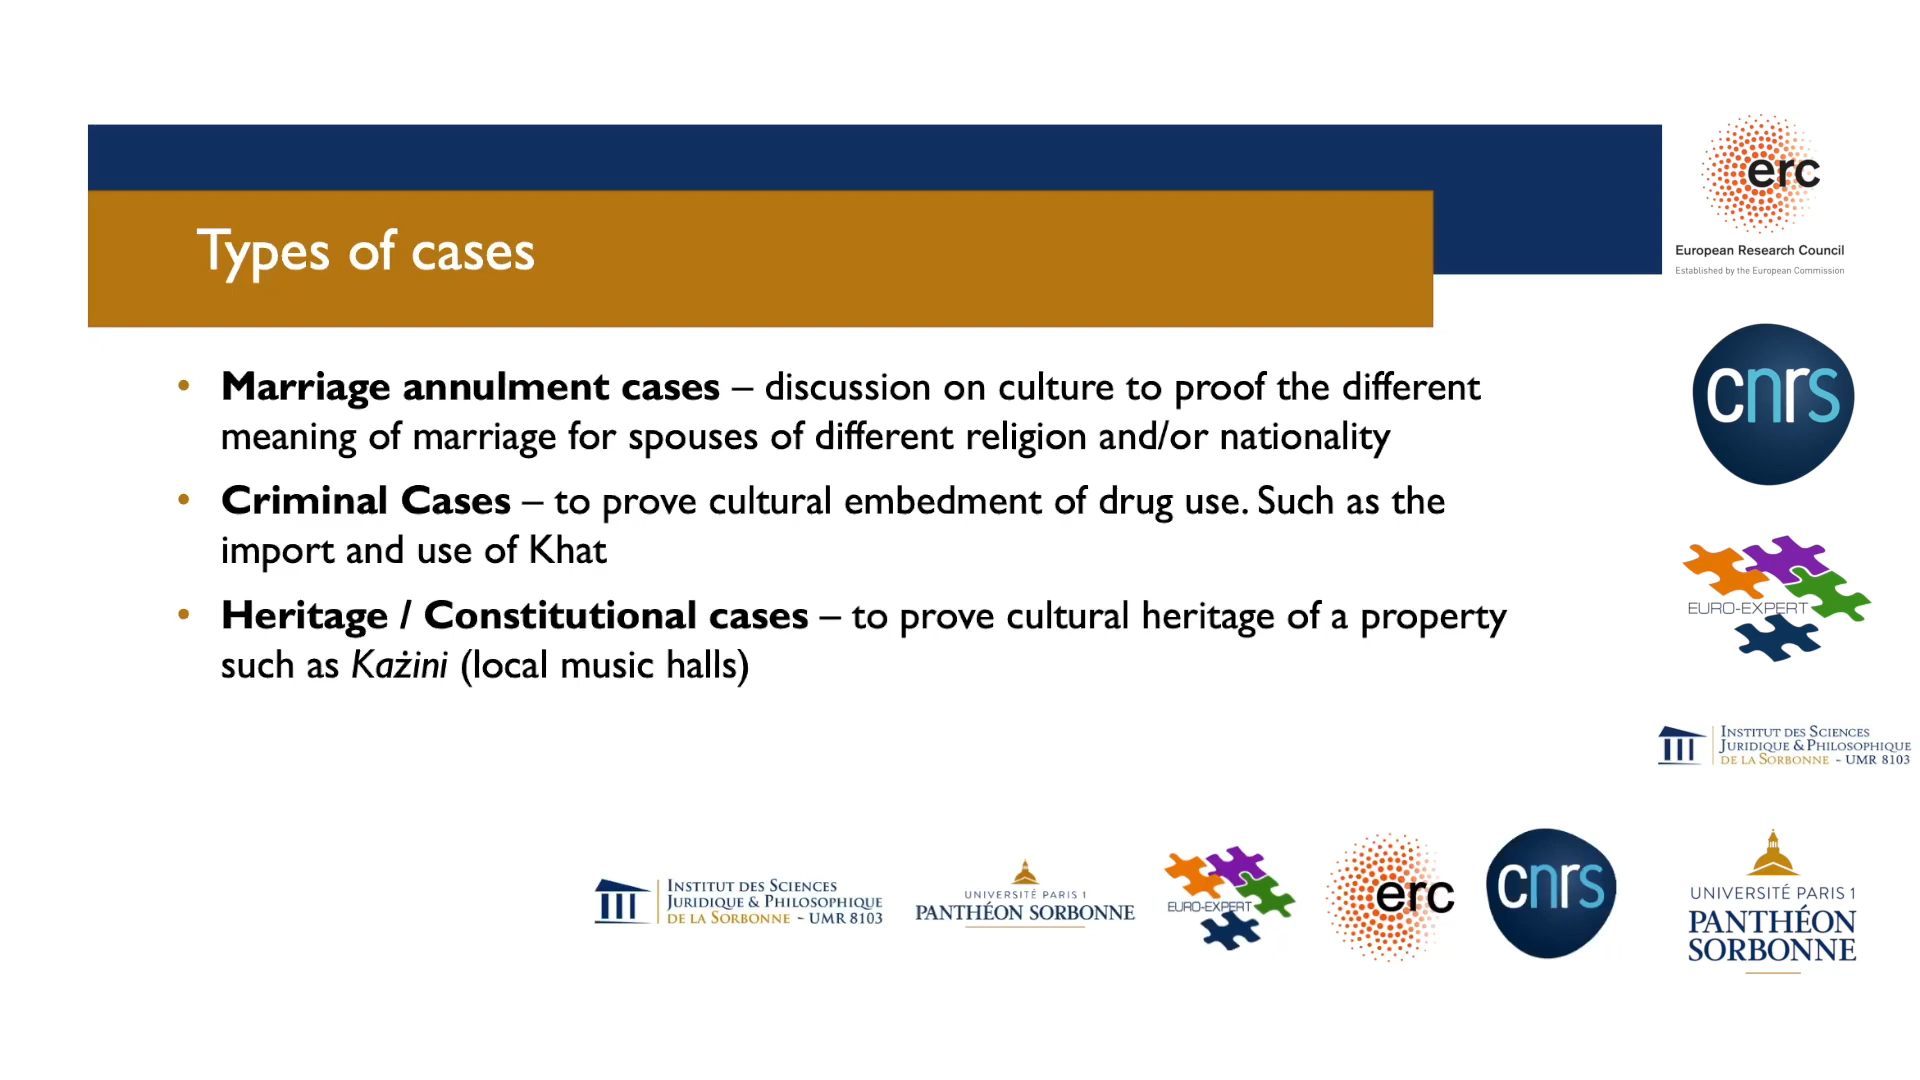 Types of cases
• Marriage annulment cases – discussion on culture to proof the different
meaning of marriage for spouses of different religion and/or nationality
• Criminal Cases – to prove cultural embedment of drug use. Such as the
import and use of Khat
• Heritage / Constitutional cases – to prove cultural heritage of a property
such as Każini (local music halls)
erc
European Research Council
Established by the European Commission
cnrs
EURO-EXPERT
INSTITUT DES SCIENCES
JURIDIQUE & PHILOSOPHIQUE
DE LA SORBONNE - UMR 8103
INSTITUT DES SCIENCES
JURIDIQUE & PHILOSOPHIQUE
DE LA SORBONNE ~ UMR 8103
UNIVERSITÉ PARIS 1
PANTHÉON SORBONNE
EURO-EXPERT
erc
cnrs
UNIVERSITÉ PARIS 1
PANTHÉON
SORBONNE